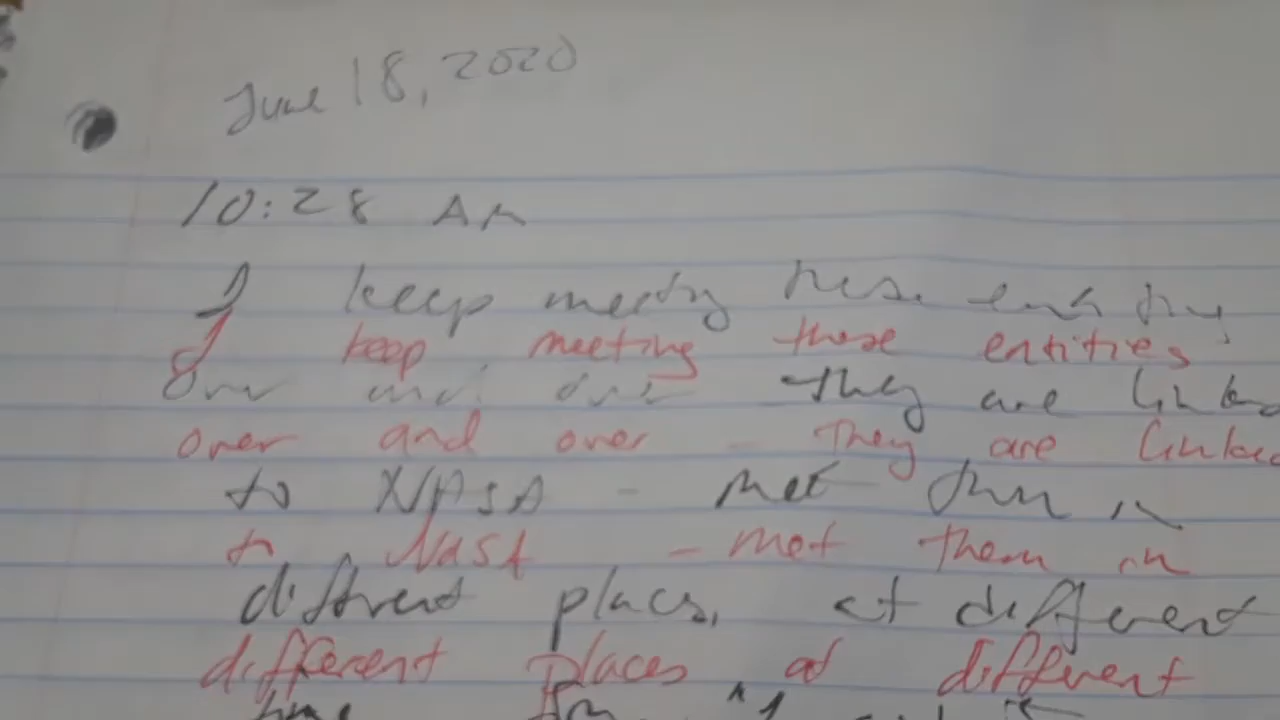 June 18, 2020
10:28 AM
I keep meeting these entities
I keep meeting these entities
Over and over they are linked
over and over - They are linked
to NASA - met them in
to NASA - met them in
different places, at different
different places at different
time